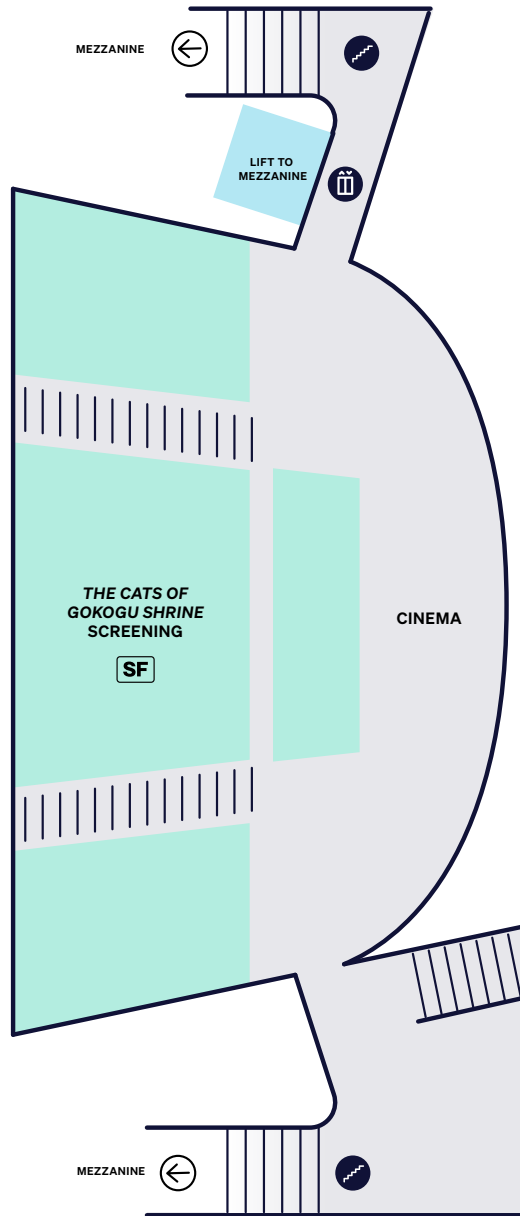 MEZZANINE
LIFT TO
MEZZANINE
THE CATS OF
GOKOGU SHRINE
SCREENING
SF
CINEMA
MEZZANINE